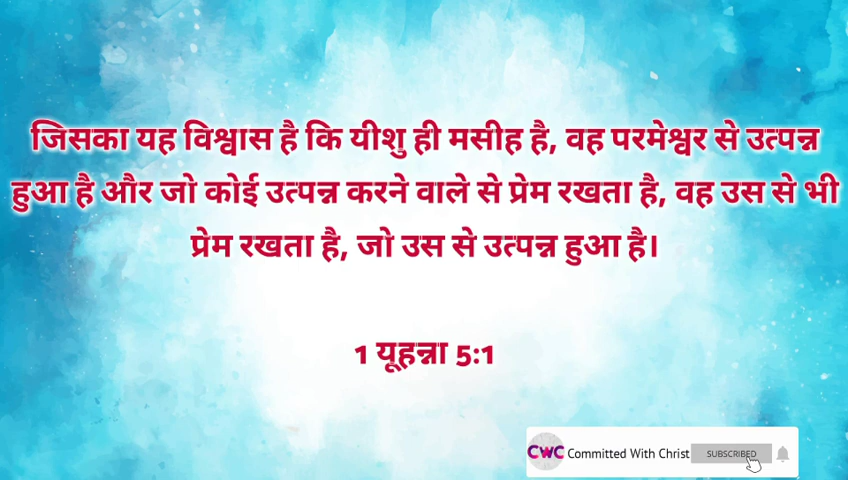 जिसका यह विश्वास है कि यीशु ही मसीह है, वह परमेश्वर से उत्पन्न
हुआ है और जो कोई उत्पन्न करने वाले से प्रेम रखता है, वह उस से भी
प्रेम रखता है, जो उस से उत्पन्न हुआ है।
1 यूहन्ना 5:1
CWC Committed With Christ SUBSCRIBED